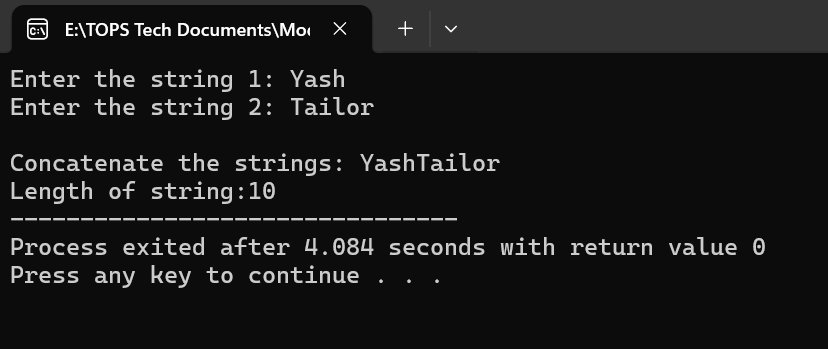 E:\TOPS Tech Documents\Mo
Enter the string 1: Yash
Enter the string 2: Tailor
Concatenate the strings: YashTailor
Length of string:10
--------------------------------
Process exited after 4.084 seconds with return value 0
Press any key to continue . . .